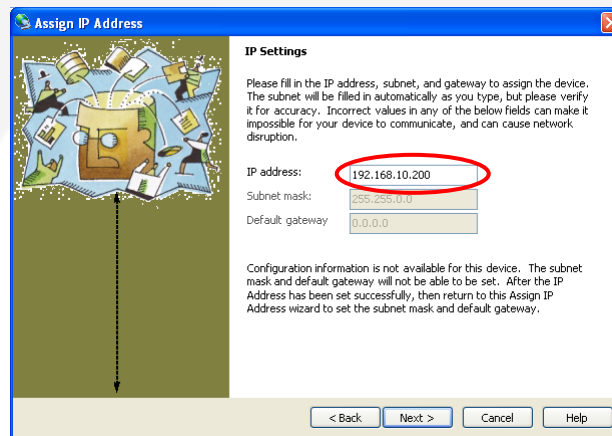 Assign IP Address
IP Settings
Please fill in the IP address, subnet, and gateway to assign the device.
The subnet will be filled in automatically as you type, but please verify
it for accuracy. Incorrect values in any of the below fields can make it
impossible for your device to communicate, and can cause network
disruption.
IP address:
192.168.10.200
Subnet mask:
255.255.0.0
Default gateway
0.0.0.0
Configuration information is not available for this device. The subnet
mask and default gateway will not be able to be set. After the IP
Address has been set successfully, then return to this Assign IP
Address wizard to set the subnet mask and default gateway.
< Back
Next >
Cancel
Help